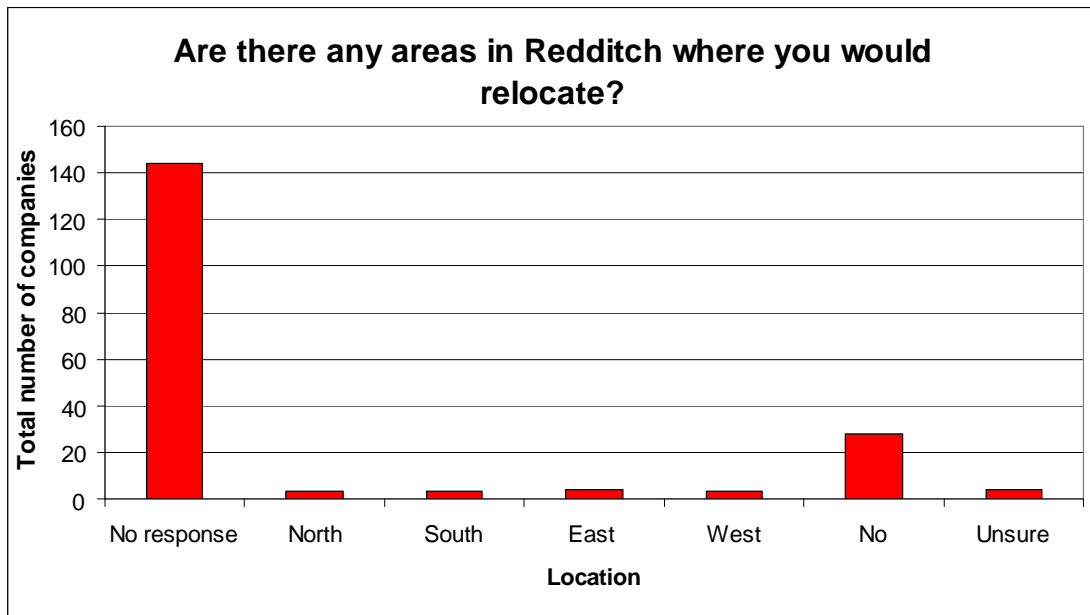 Are there any areas in Redditch where you would
relocate?
Total number of companies
160
140
120
100
80
60
40
20
0
No response
North
South
East
West
No
Unsure
Location